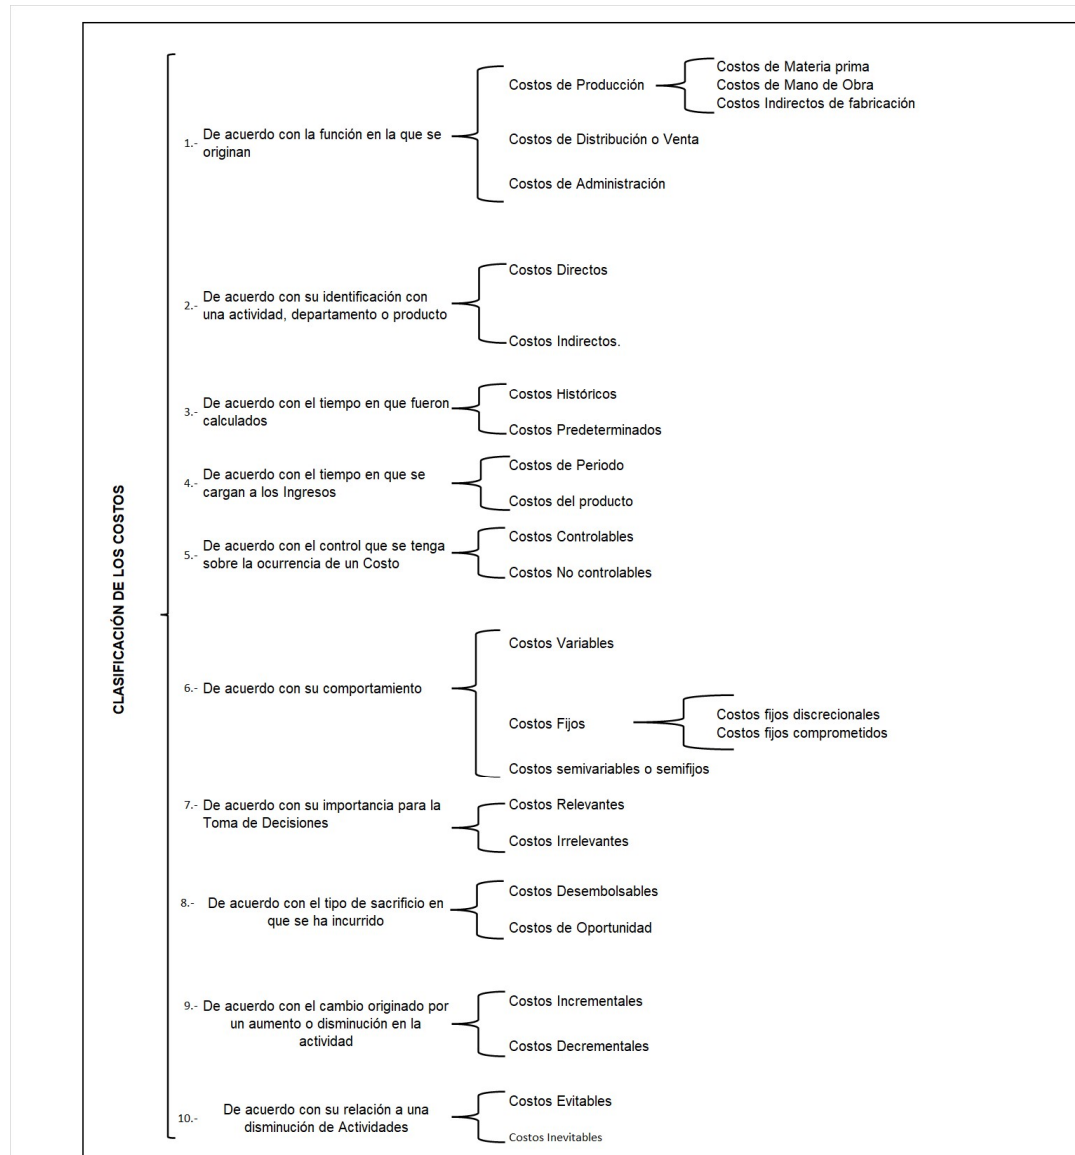 CLASIFICACIÓN DE LOS COSTOS
1.- De acuerdo con la función en la que se
originan
Costos de Producción
Costos de Materia prima
Costos de Mano de Obra
Costos Indirectos de fabricación
Costos de Distribución o Venta
Costos de Administración
2.- De acuerdo con su identificación con
una actividad, departamento o producto
Costos Directos
Costos Indirectos.
3.- De acuerdo con el tiempo en que fueron
calculados
Costos Históricos
Costos Predeterminados
4.- De acuerdo con el tiempo en que se
cargan a los Ingresos
Costos de Periodo
Costos del producto
5.- De acuerdo con el control que se tenga
sobre la ocurrencia de un Costo
Costos Controlables
Costos No controlables
6.- De acuerdo con su comportamiento
Costos Variables
Costos Fijos
Costos fijos discrecionales
Costos fijos comprometidos
Costos semivariables o semifijos
7.- De acuerdo con su importancia para la
Toma de Decisiones
Costos Relevantes
Costos Irrelevantes
8.- De acuerdo con el tipo de sacrificio en
que se ha incurrido
Costos Desembolsables
Costos de Oportunidad
9.- De acuerdo con el cambio originado por
un aumento o disminución en la
actividad
Costos Incrementales
Costos Decrementales
10.- De acuerdo con su relación a una
disminución de Actividades
Costos Evitables
Costos Inevitables